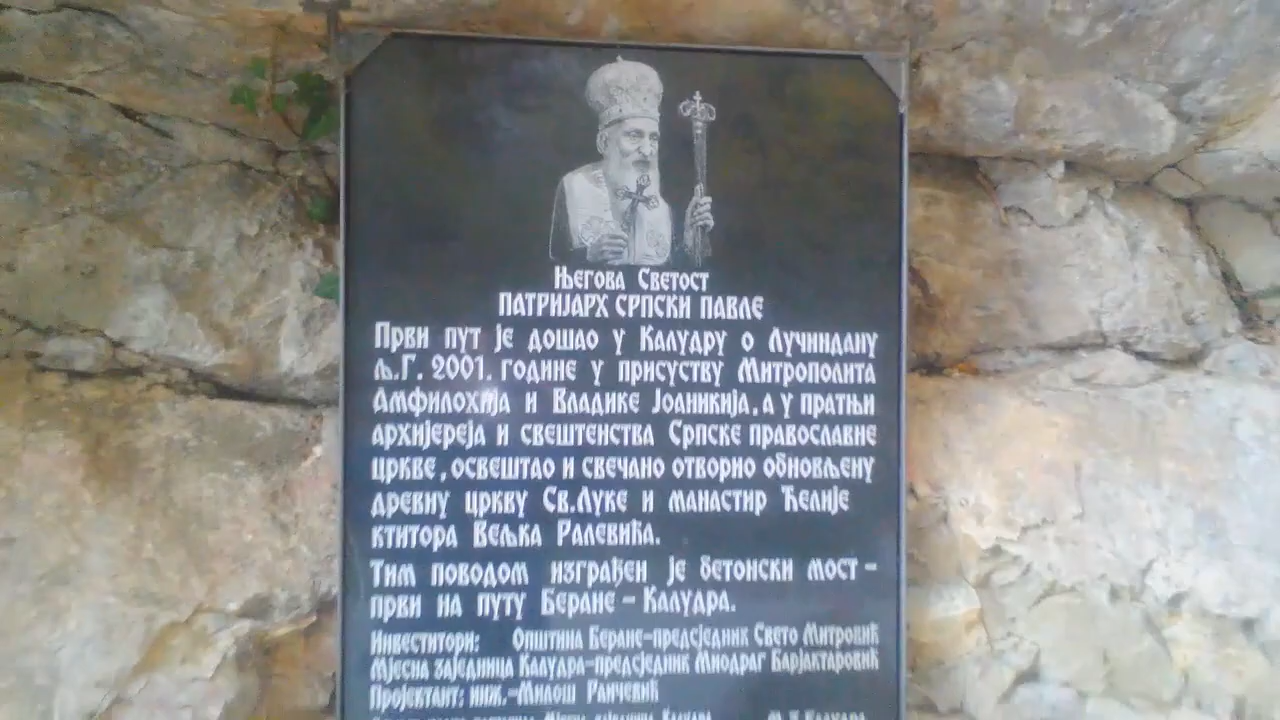 Његова Светост
ПАТРИЈАРХ СРПСКИ ПАВЛЕ
Први пут је дошао у Калудру о Лучиндану
љ.Г. 2001. године у присуству Митрополита
Амфилохија и Владике Јоаникија, а у пратњи
архијереја и свештенства Српске православне
цркве, освештао и свечано отворио обновљену
древну цркву Св.Луке и манастир Ћелије
ктитора Вељка Ралевића.
Тим поводом изграђен је бетонски мост –
први на путу Беране – Калудра.
Инвеститори: Општина Беране–предсједник Свето Митровић
Мјесна заједница Калудра–предсједник Миодраг Барјактаровић
Пројектант: инж.–Милош Ранчевић